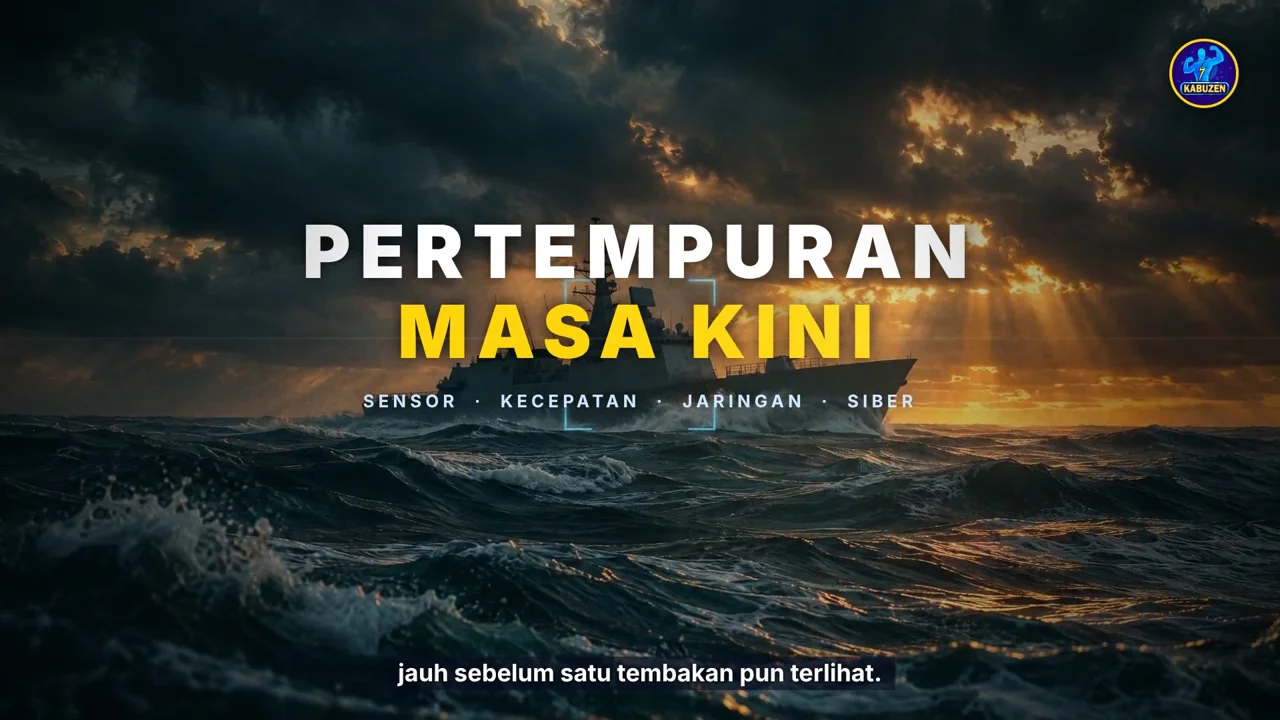 KABUZEN
PERTEMPURAN
MASA KINI
SENSOR · KECEPATAN · JARINGAN · SIBER
jauh sebelum satu tembakan pun terlihat.